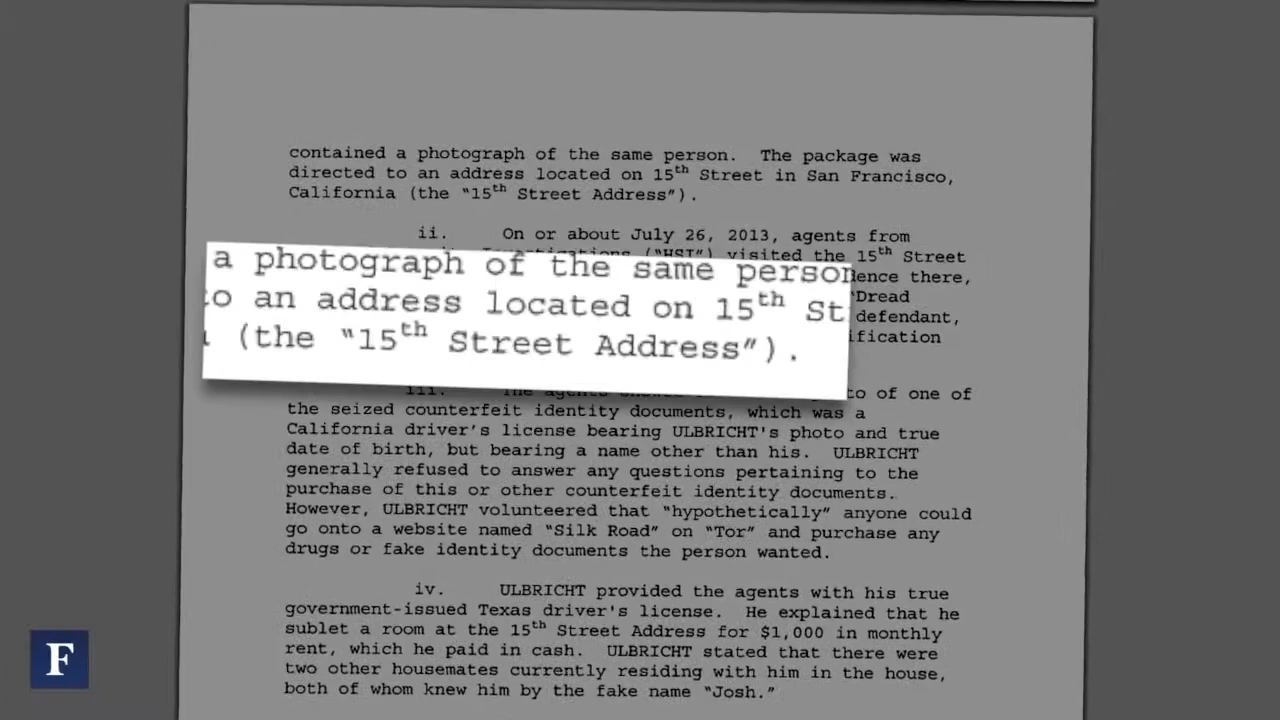 contained a photograph of the same person. The package was
directed to an address located on 15th Street in San Francisco,
California (the “15th Street Address”).
ii. On or about July 26, 2013, agents from
Investigations (“HSI”) visited the 15th Street
there,
“Dread
defendant,
a photograph of the same person
an address located on 15th St
(the “15th Street Address”).
iii. The agents to of one of
the seized counterfeit identity documents, which was a
California driver's license bearing ULBRICHT's photo and true
date of birth, but bearing a name other than his. ULBRICHT
generally refused to answer any questions pertaining to the
purchase of this or other counterfeit identity documents.
However, ULBRICHT volunteered that “hypothetically” anyone could
go onto a website named “Silk Road” on “Tor” and purchase any
drugs or fake identity documents the person wanted.
iv. ULBRICHT provided the agents with his true
government-issued Texas driver's license. He explained that he
sublet a room at the 15th Street Address for $1,000 in monthly
rent, which he paid in cash. ULBRICHT stated that there were
two other housemates currently residing with him in the house,
both of whom knew him by the fake name “Josh.”
F